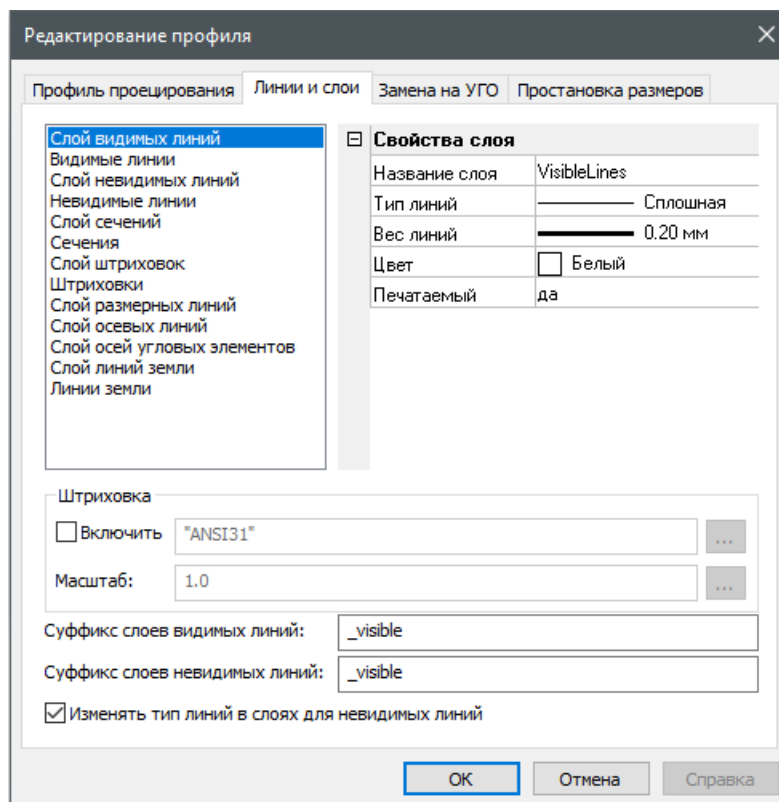 Редактирование профиля
Профиль проецирования Линии и слои Замена на УГО Простановка размеров
Слой видимых линий
Видимые линии
Слой невидимых линий
Невидимые линии
Слой сечений
Сечения
Слой штриховок
Штриховки
Слой размерных линий
Слой осевых линий
Слой осей угловых элементов
Слой линий земли
Линии земли
Свойства слоя
Название слоя VisibleLines
Тип линий Сплошная
Вес линий 0.20 мм
Цвет Белый
Печатаемый да
Штриховка
Включить "ANSI31" ...
Масштаб: 1.0 ...
Суффикс слоев видимых линий: _visible
Суффикс слоев невидимых линий: _visible
Изменять тип линий в слоях для невидимых линий
ОК Отмена Справка